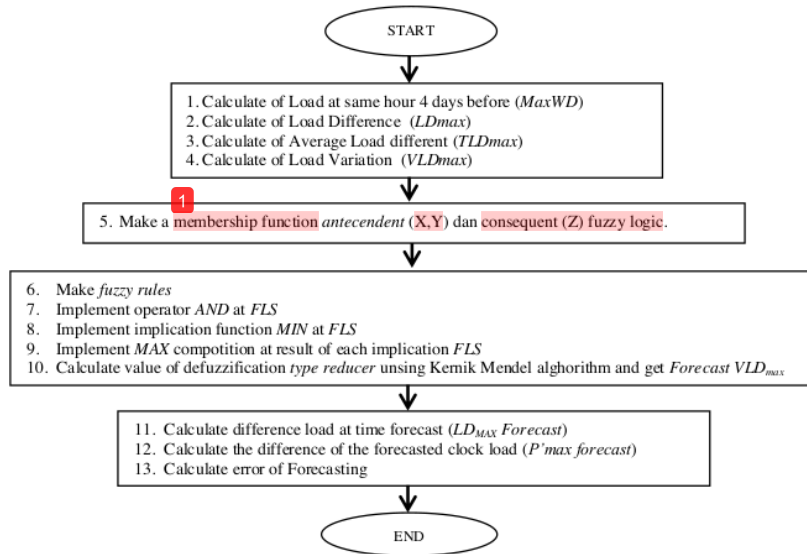 START
1. Calculate of Load at same hour 4 days before (MaxWD)
2. Calculate of Load Difference (LDmax)
3. Calculate of Average Load different (TLDmax)
4. Calculate of Load Variation (VLDmax)
1
5. Make a membership function antecendent (X,Y) dan consequent (Z) fuzzy logic.
6. Make fuzzy rules
7. Implement operator AND at FLS
8. Implement implication function MIN at FLS
9. Implement MAX compotition at result of each implication FLS
10. Calculate value of defuzzification type reducer unsing Kernik Mendel alghorithm and get Forecast VLDmax
11. Calculate difference load at time forecast (LDMAX Forecast)
12. Calculate the difference of the forecasted clock load (P'max forecast)
13. Calculate error of Forecasting
END